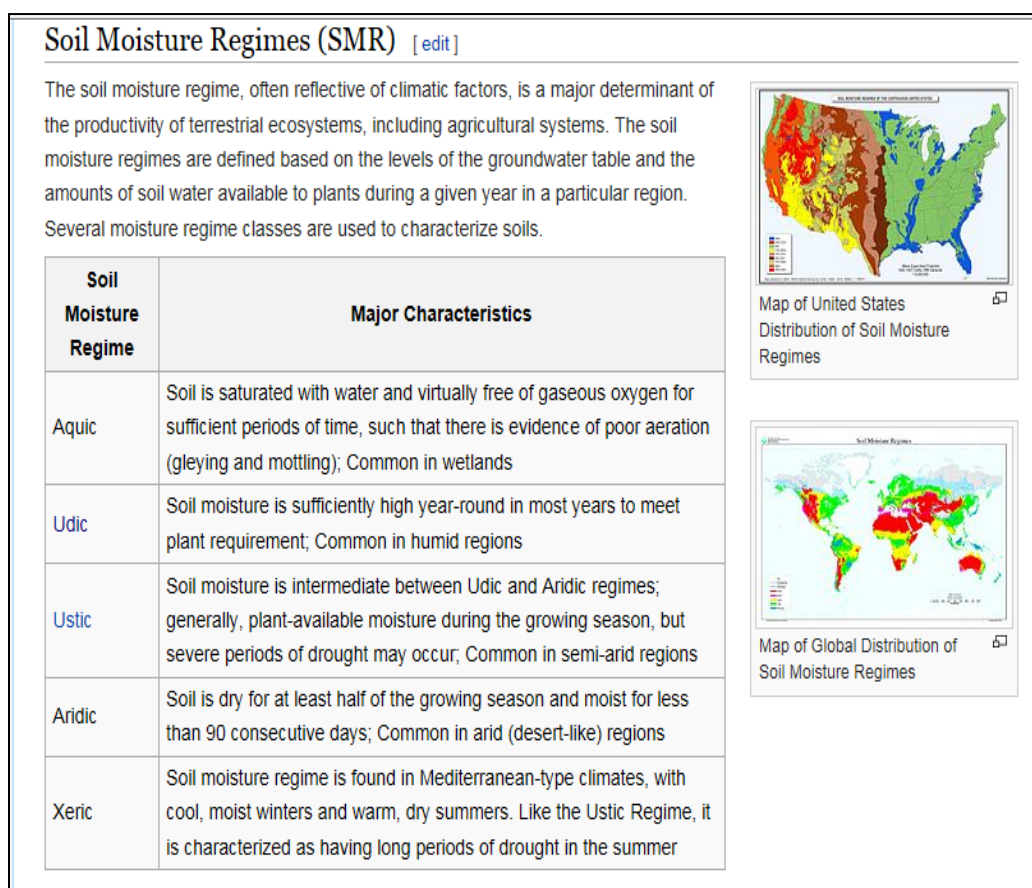 Soil Moisture Regimes (SMR) [ edit ]
The soil moisture regime, often reflective of climatic factors, is a major determinant of
the productivity of terrestrial ecosystems, including agricultural systems. The soil
moisture regimes are defined based on the levels of the groundwater table and the
amounts of soil water available to plants during a given year in a particular region.
Several moisture regime classes are used to characterize soils.
Soil
Moisture
Regime
Major Characteristics
Aquic
Soil is saturated with water and virtually free of gaseous oxygen for
sufficient periods of time, such that there is evidence of poor aeration
(gleying and mottling); Common in wetlands
Udic
Soil moisture is sufficiently high year-round in most years to meet
plant requirement; Common in humid regions
Ustic
Soil moisture is intermediate between Udic and Aridic regimes;
generally, plant-available moisture during the growing season, but
severe periods of drought may occur; Common in semi-arid regions
Aridic
Soil is dry for at least half of the growing season and moist for less
than 90 consecutive days; Common in arid (desert-like) regions
Xeric
Soil moisture regime is found in Mediterranean-type climates, with
cool, moist winters and warm, dry summers. Like the Ustic Regime, it
is characterized as having long periods of drought in the summer
SOIL MOISTURE REGIMES OF THE CONTIGUOUS UNITED STATES
Map of United States
Distribution of Soil Moisture
Regimes
Soil Moisture Regimes
Map of Global Distribution of
Soil Moisture Regimes